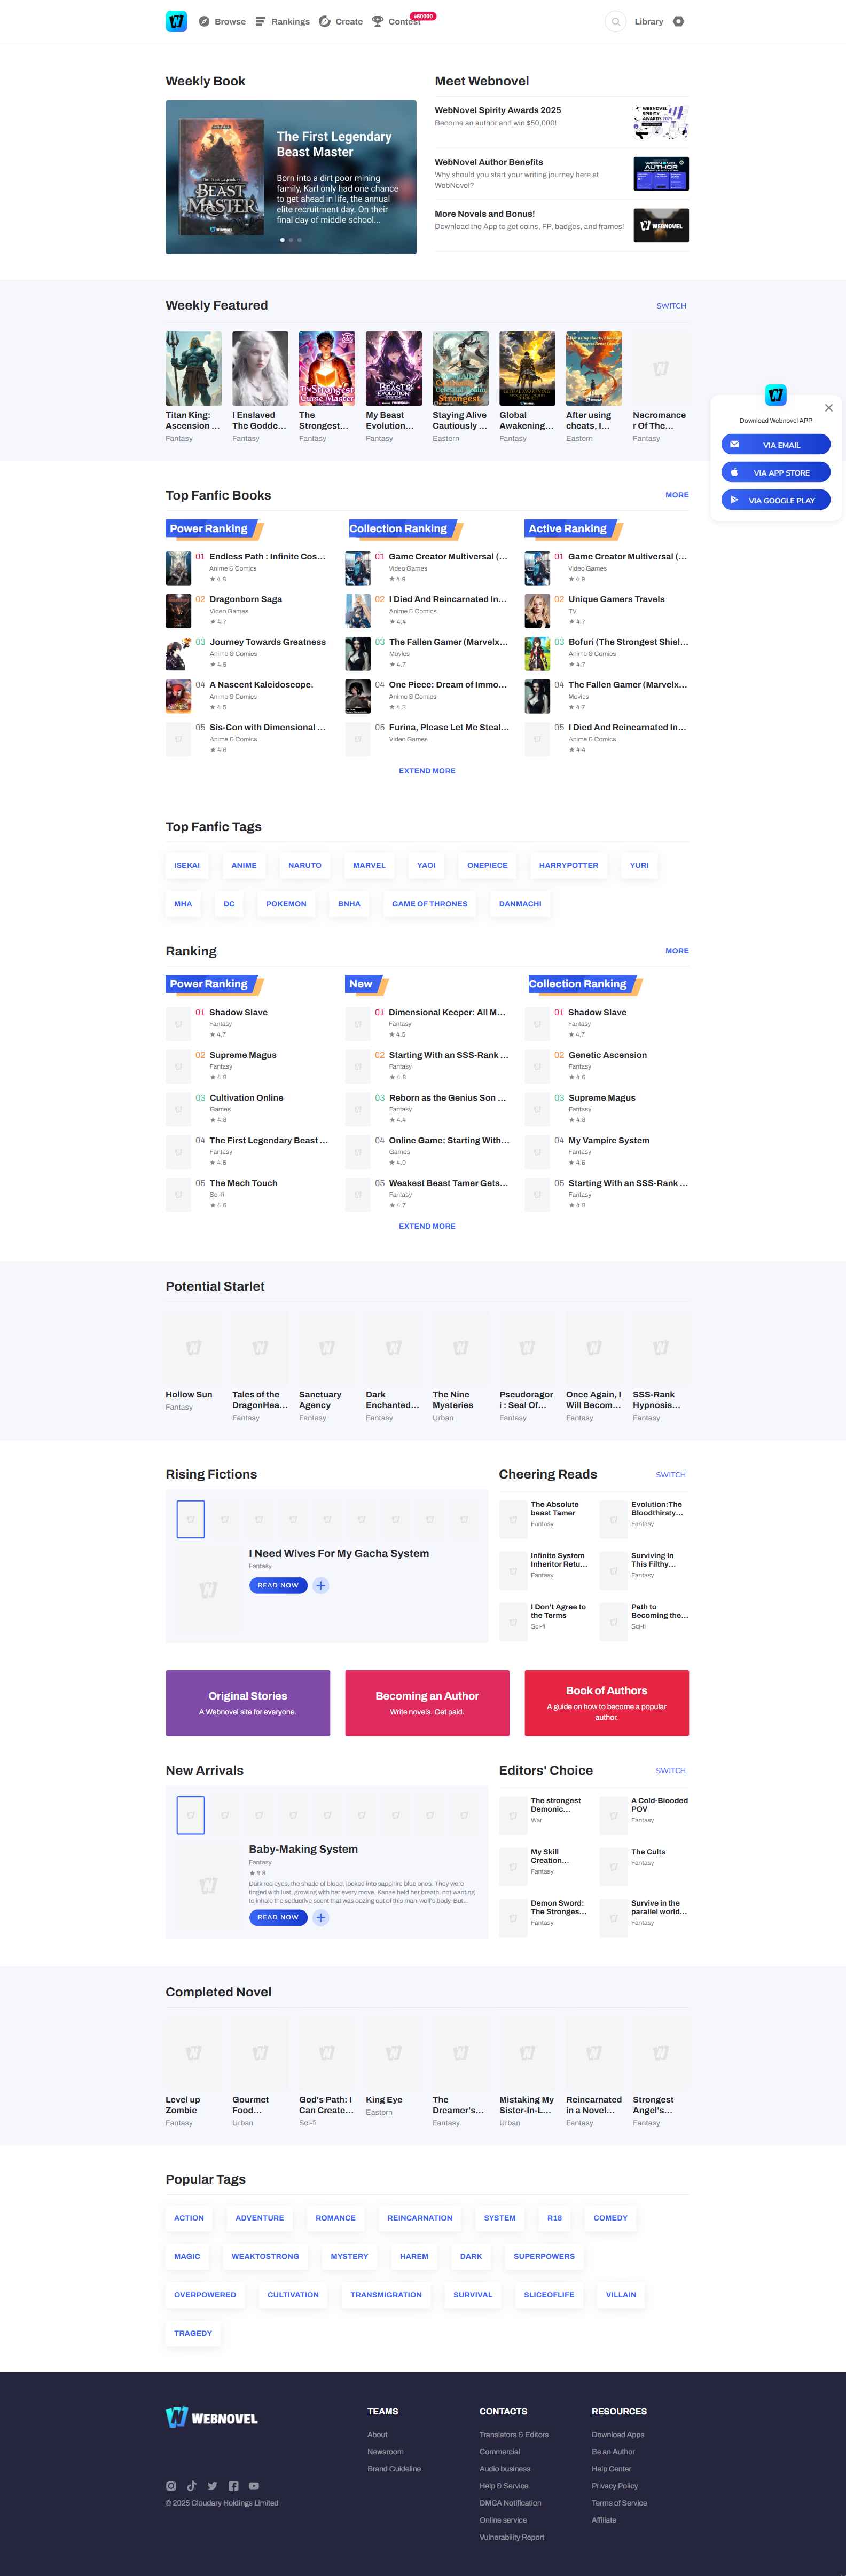 Browse
Rankings
Create
Contest
$50000
Library
Weekly Book
The First Legendary
Beast Master
Born into a dirt poor mining
family, Karl only had one chance
to get ahead in life, the annual
elite recruitment day. On their
final day of middle school...
Meet Webnovel
WebNovel Spirity Awards 2025
Become an author and win $50,000!
WebNovel Author Benefits
Why should you start your writing journey here at
WebNovel?
More Novels and Bonus!
Download the App to get coins, FP, badges, and frames!
Weekly Featured
SWITCH
Titan King:
Ascension ...
Fantasy
I Enslaved
The Godde...
Fantasy
The
Strongest...
Fantasy
My Beast
Evolution...
Fantasy
Staying Alive
Cautiously ...
Eastern
Global
Awakening...
Fantasy
After using
cheats, I...
Eastern
Necromance
r Of The...
Fantasy
Download Webnovel APP
VIA EMAIL
VIA APP STORE
VIA GOOGLE PLAY
Top Fanfic Books
MORE
Power Ranking
01 Endless Path : Infinite Cos...
Anime & Comics
★ 4.8
02 Dragonborn Saga
Video Games
★ 4.7
03 Journey Towards Greatness
Anime & Comics
★ 4.5
04 A Nascent Kaleidoscope.
Anime & Comics
★ 4.5
05 Sis-Con with Dimensional ...
Anime & Comics
★ 4.6
Collection Ranking
01 Game Creator Multiversal (...
Video Games
★ 4.9
02 I Died And Reincarnated In...
Anime & Comics
★ 4.4
03 The Fallen Gamer (Marvelx...
Movies
★ 4.7
04 One Piece: Dream of Immo...
Anime & Comics
★ 4.3
05 Furina, Please Let Me Steal...
Video Games
Active Ranking
01 Game Creator Multiversal (...
Video Games
★ 4.9
02 Unique Gamers Travels
TV
★ 4.7
03 Bofuri (The Strongest Shiel...
Anime & Comics
★ 4.7
04 The Fallen Gamer (Marvelx...
Movies
★ 4.7
05 I Died And Reincarnated In...
Anime & Comics
★ 4.4
EXTEND MORE
Top Fanfic Tags
ISEKAI
ANIME
NARUTO
MARVEL
YAOI
ONEPIECE
HARRYPOTTER
YURI
MHA
DC
POKEMON
BNHA
GAME OF THRONES
DANMACHI
Ranking
MORE
Power Ranking
01 Shadow Slave
Fantasy
★ 4.7
02 Supreme Magus
Fantasy
★ 4.8
03 Cultivation Online
Games
★ 4.8
04 The First Legendary Beast ...
Fantasy
★ 4.5
05 The Mech Touch
Sci-fi
★ 4.6
New
01 Dimensional Keeper: All M...
Fantasy
★ 4.5
02 Starting With an SSS-Rank ...
Fantasy
★ 4.8
03 Reborn as the Genius Son ...
Fantasy
★ 4.4
04 Online Game: Starting With...
Games
★ 4.0
05 Weakest Beast Tamer Gets...
Fantasy
★ 4.7
Collection Ranking
01 Shadow Slave
Fantasy
★ 4.7
02 Genetic Ascension
Fantasy
★ 4.6
03 Supreme Magus
Fantasy
★ 4.8
04 My Vampire System
Fantasy
★ 4.6
05 Starting With an SSS-Rank ...
Fantasy
★ 4.8
EXTEND MORE
Potential Starlet
Hollow Sun
Fantasy
Tales of the
DragonHea...
Fantasy
Sanctuary
Agency
Fantasy
Dark
Enchanted...
Fantasy
The Nine
Mysteries
Urban
Pseudoragor
i : Seal Of...
Fantasy
Once Again, I
Will Becom...
Fantasy
SSS-Rank
Hypnosis...
Fantasy
Rising Fictions
I Need Wives For My Gacha System
Fantasy
READ NOW
Cheering Reads
SWITCH
The Absolute
beast Tamer
Fantasy
Evolution:The
Bloodthirsty...
Fantasy
Infinite System
Inheritor Retu...
Fantasy
Surviving In
This Filthy...
Fantasy
I Don't Agree to
the Terms
Sci-fi
Path to
Becoming the...
Sci-fi
Original Stories
A Webnovel site for everyone.
Becoming an Author
Write novels. Get paid.
Book of Authors
A guide on how to become a popular
author.
New Arrivals
Baby-Making System
Fantasy
★ 4.8
Dark red eyes, the shade of blood, locked into sapphire blue ones. They were
tinged with lust, growing with her every move. Kanae held her breath, not wanting
to inhale the seductive scent that was oozing out of this man-wolf's body. But...
READ NOW
Editors' Choice
SWITCH
The strongest
Demonic...
War
A Cold-Blooded
POV
Fantasy
My Skill
Creation...
Fantasy
The Cults
Fantasy
Demon Sword:
The Stronges...
Fantasy
Survive in the
parallel world...
Fantasy
Completed Novel
Level up
Zombie
Fantasy
Gourmet
Food...
Urban
God's Path: I
Can Create...
Sci-fi
King Eye
Eastern
The
Dreamer's...
Fantasy
Mistaking My
Sister-In-L...
Urban
Reincarnated
in a Novel...
Fantasy
Strongest
Angel's...
Fantasy
Popular Tags
ACTION
ADVENTURE
ROMANCE
REINCARNATION
SYSTEM
R18
COMEDY
MAGIC
WEAKTOSTRONG
MYSTERY
HAREM
DARK
SUPERPOWERS
OVERPOWERED
CULTIVATION
TRANSMIGRATION
SURVIVAL
SLICEOFLIFE
VILLAIN
TRAGEDY
WEBNOVEL
© 2025 Cloudary Holdings Limited
TEAMS
About
Newsroom
Brand Guideline
CONTACTS
Translators & Editors
Commercial
Audio business
Help & Service
DMCA Notification
Online service
Vulnerability Report
RESOURCES
Download Apps
Be an Author
Help Center
Privacy Policy
Terms of Service
Affiliate